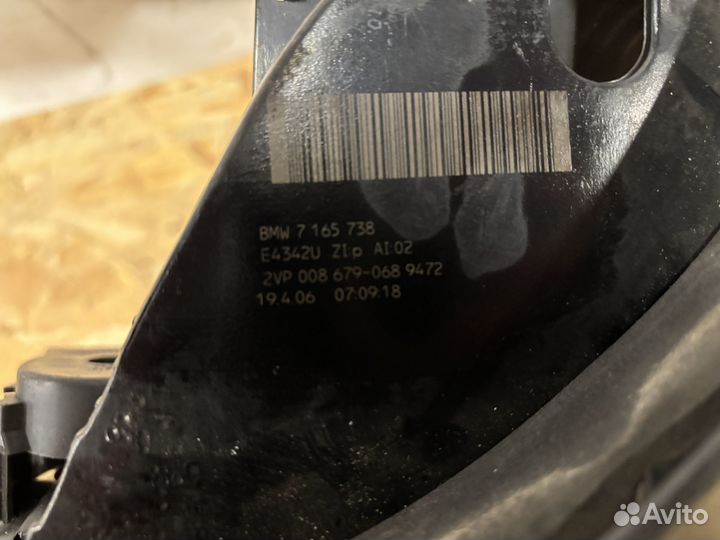 BMW 7 165 738
E4342U ZI:p AI:02
2VP 008 679-068 9472
19.4.06 07:09:18
Avito